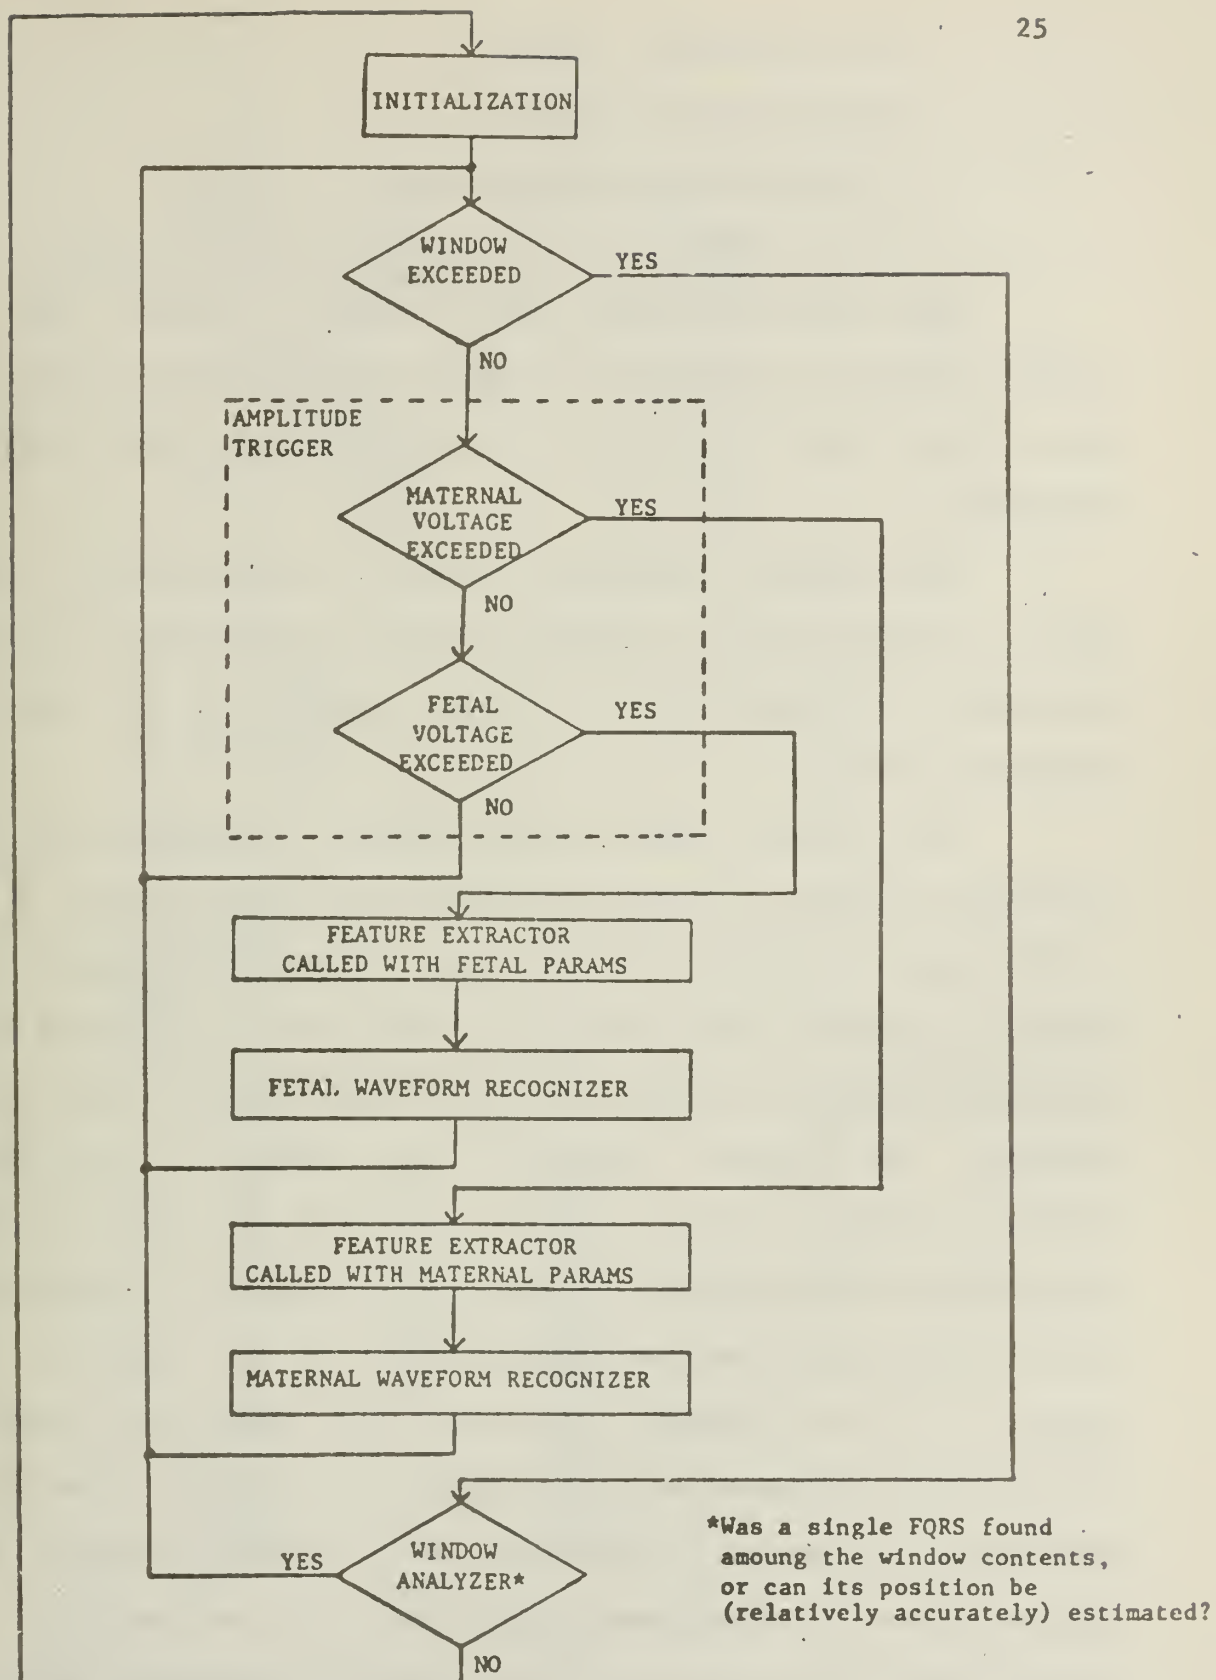 25
INITIALIZATION
WINDOW
EXCEEDED
YES
NO
AMPLITUDE
TRIGGER
MATERNAL
VOLTAGE
EXCEEDED
YES
NO
FETAL
VOLTAGE
EXCEEDED
YES
NO
FEATURE EXTRACTOR
CALLED WITH FETAL PARAMS
FETAL WAVEFORM RECOGNIZER
FEATURE EXTRACTOR
CALLED WITH MATERNAL PARAMS
MATERNAL WAVEFORM RECOGNIZER
YES
WINDOW
ANALYZER*
NO
*Was a single FQRS found
amoung the window contents,
or can its position be
(relatively accurately) estimated?